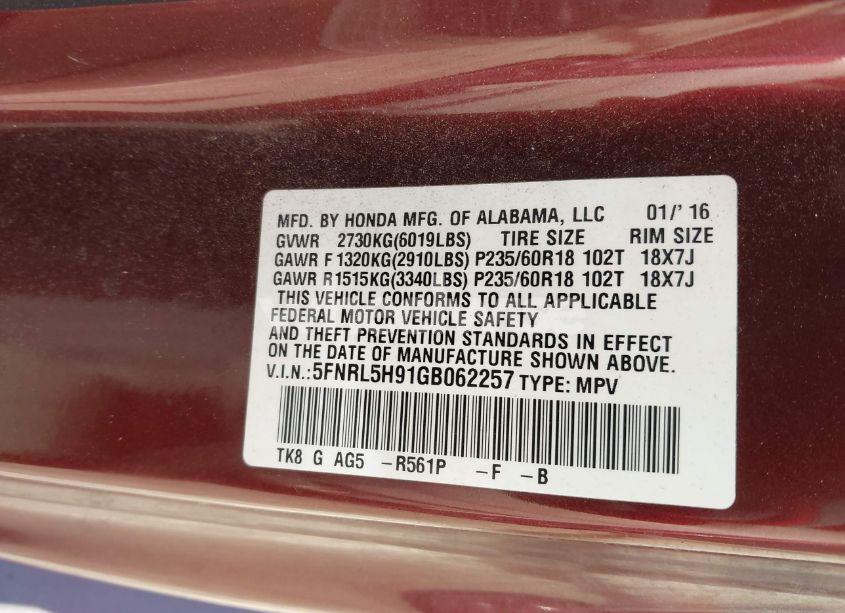 MFD. BY HONDA MFG. OF ALABAMA, LLC 01/' 16
GVWR 2730KG(6019LBS) TIRE SIZE RIM SIZE
GAWR F 1320KG(2910LBS) P235/60R18 102T 18X7J
GAWR R1515KG(3340LBS) P235/60R18 102T 18X7J
THIS VEHICLE CONFORMS TO ALL APPLICABLE
FEDERAL MOTOR VEHICLE SAFETY
AND THEFT PREVENTION STANDARDS IN EFFECT
ON THE DATE OF MANUFACTURE SHOWN ABOVE.
V.I.N.:5FNRL5H91GB062257 TYPE: MPV
TK8 G AG5 -R561P -F -B